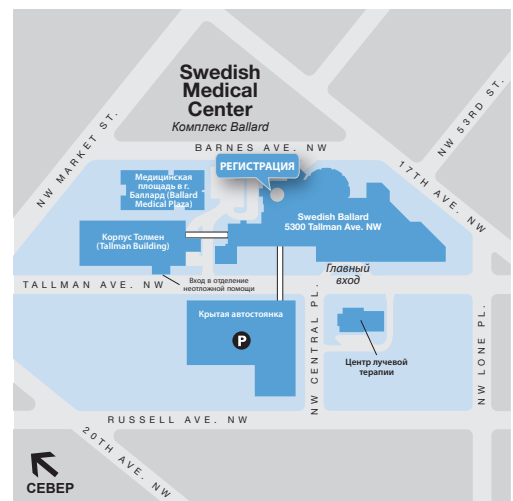 Swedish
Medical
Center
Комплекс Ballard
NW 53RD ST.
NW MARKET ST.
BARNES AVE. NW
17TH AVE. NW
РЕГИСТРАЦИЯ
Медицинская
площадь в г.
Баллард (Ballard
Medical Plaza)
Swedish Ballard
5300 Tallman Ave. NW
Корпус Толмен
(Tallman Building)
Главный
вход
Вход в отделение
неотложной помощи
TALLMAN AVE. NW
Крытая автостоянка
P
NW CENTRAL PL.
Центр лучевой
терапии
NW LONE PL.
RUSSELL AVE. NW
20TH AVE. NW
СЕВЕР